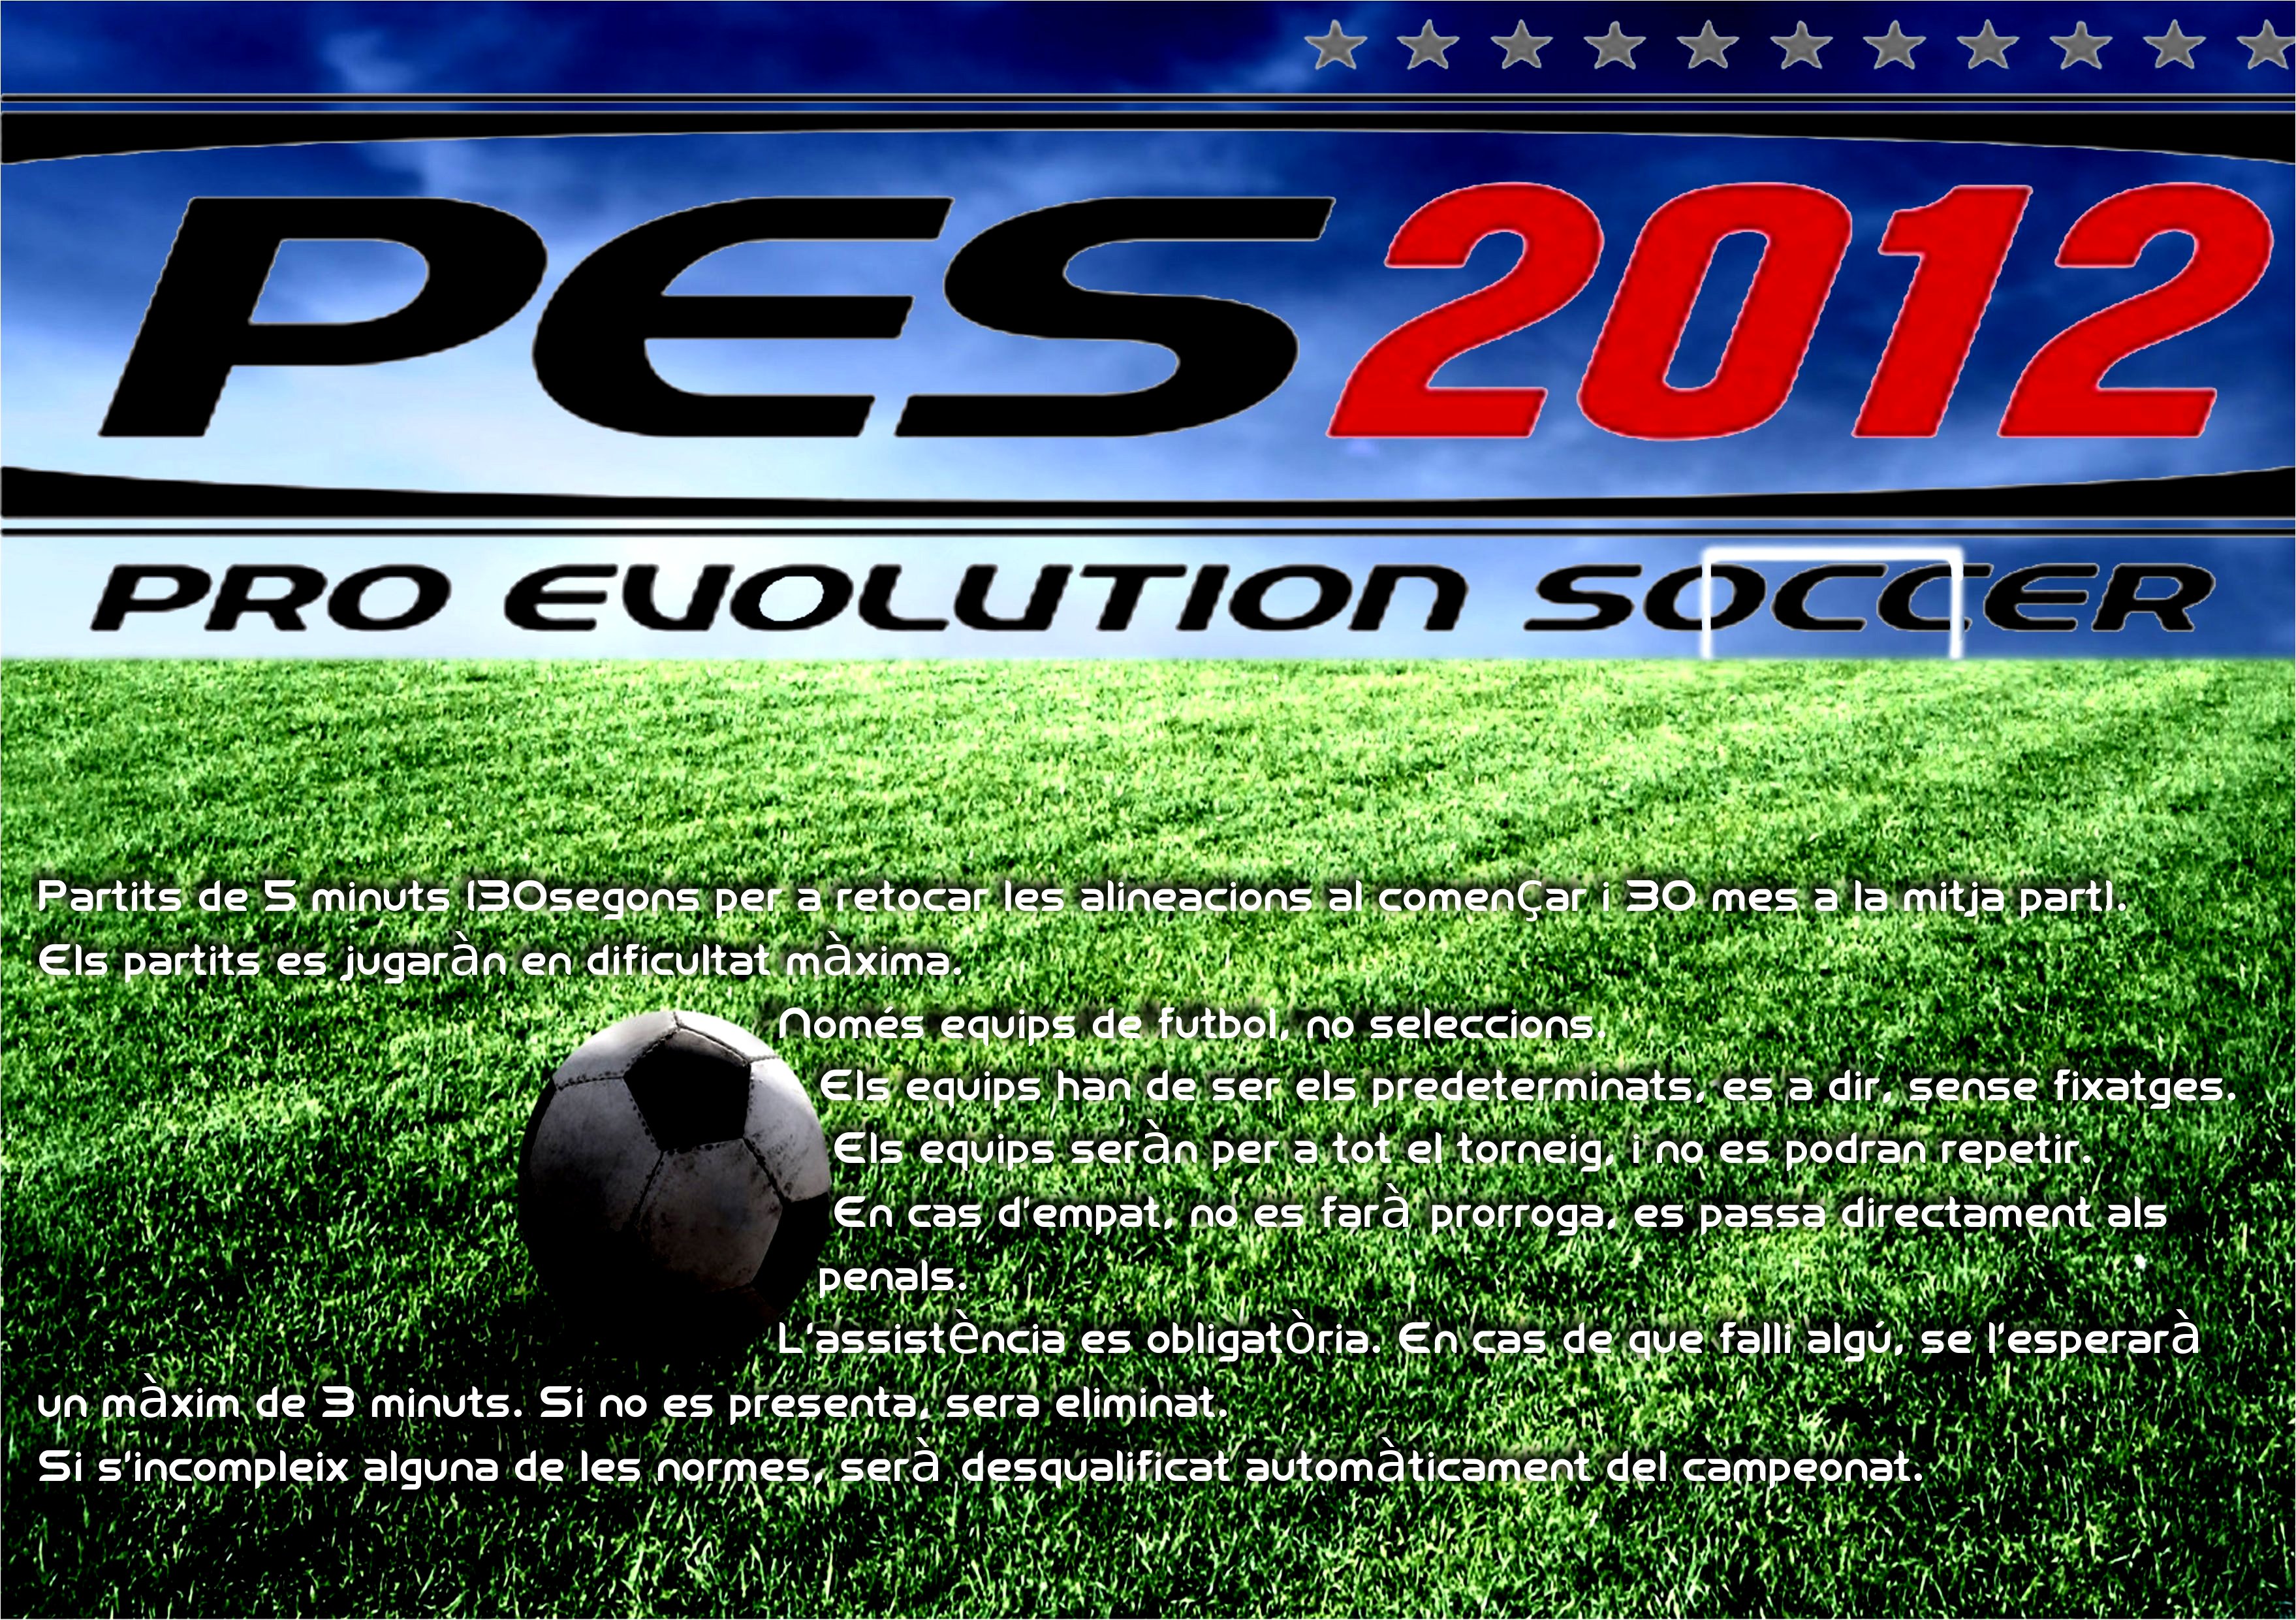 PES2012
PRO EVOLUTION SOCCER
Partits de 5 minuts (30segons per a retocar les alineacions al comenÇar i 30 mes a la mitja part).
Els partits es jugaràn en dificultat màxima.
Només equips de futbol, no seleccions.
Els equips han de ser els predeterminats, es a dir, sense fixatges.
Els equips seràn per a tot el torneig, i no es podran repetir.
En cas d'empat, no es farà prorroga, es passa directament als
penals.
L'assistència es obligatòria. En cas de que falli algú, se l'esperarà
un màxim de 3 minuts. Si no es presenta, sera eliminat.
Si s'incompleix alguna de les normes, serà desqualificat automàticament del campeonat.